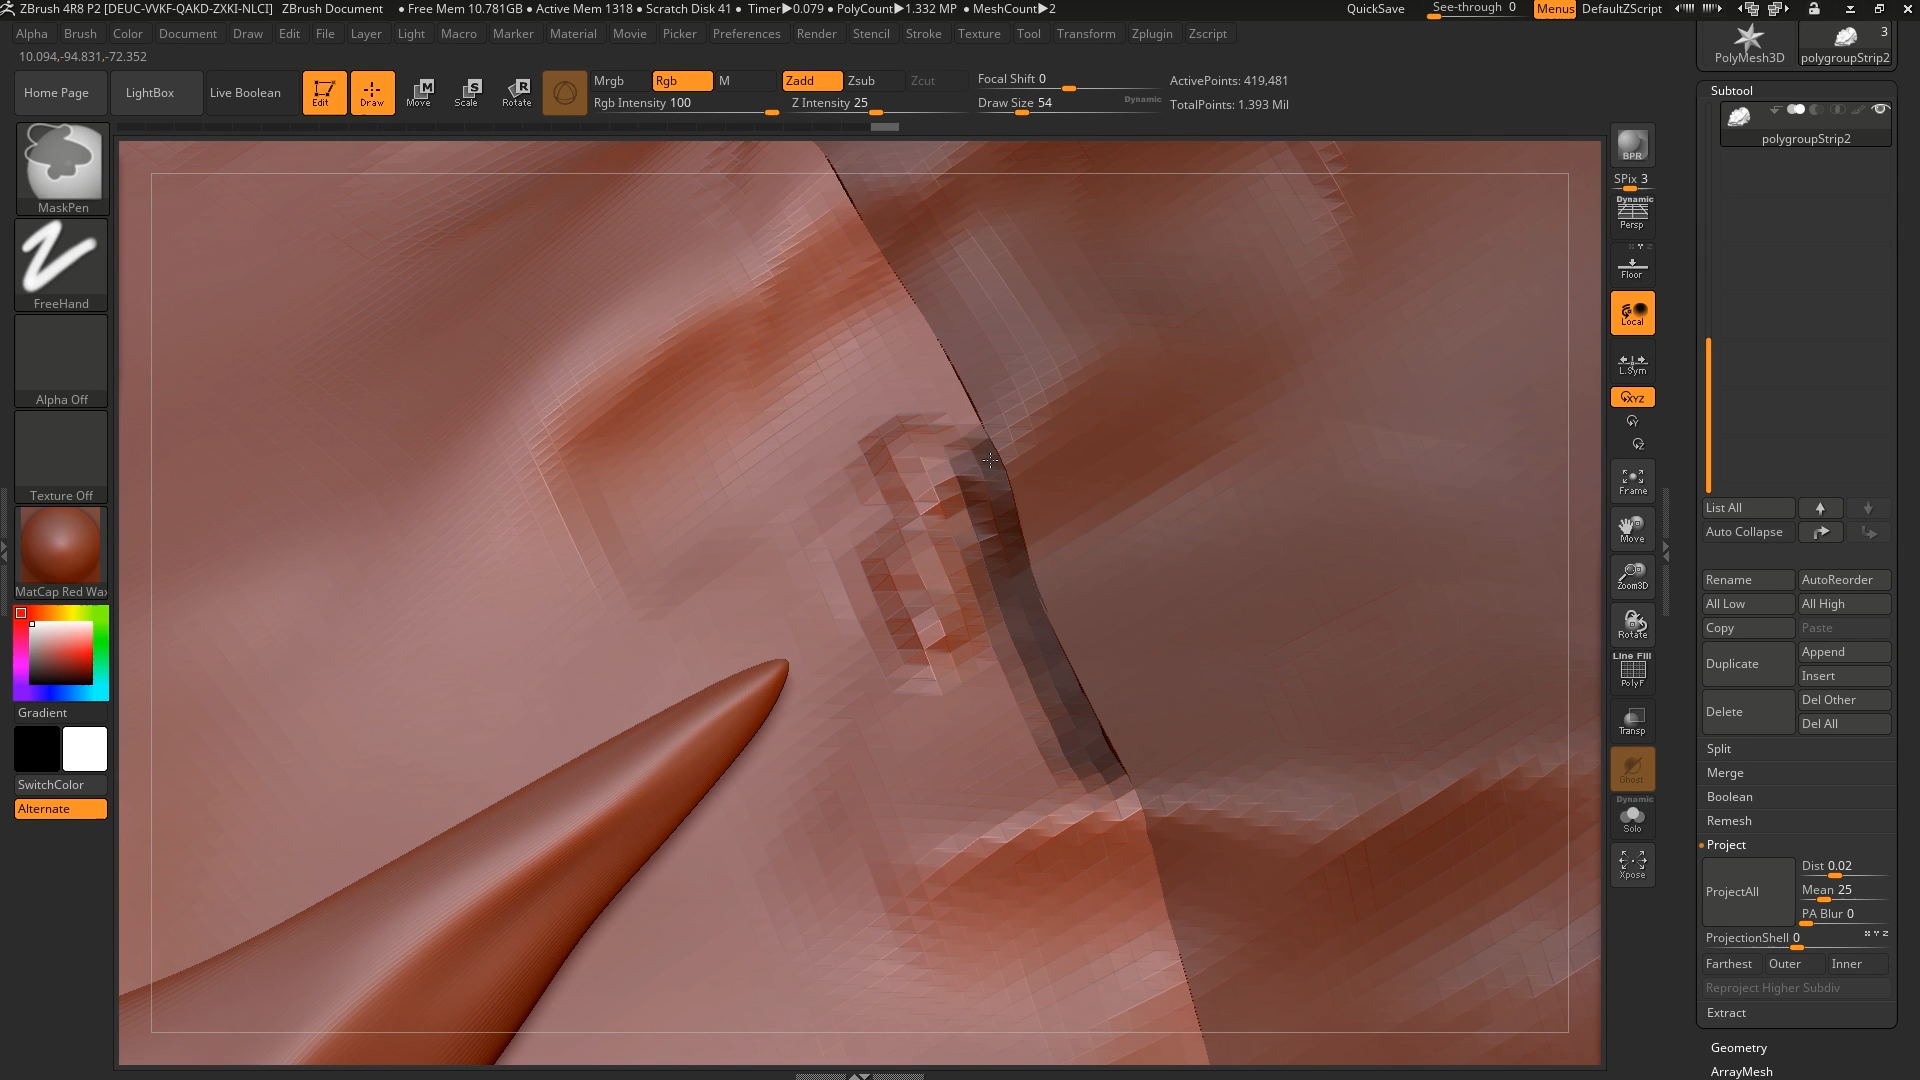 ZBrush 4R8 P2 [DEUC-VVKF-QAKD-ZXKI-NLCI] ZBrush Document • Free Mem 10.781GB • Active Mem 1318 • Scratch Disk 41 • Timer▶0.079 • PolyCount▶1.332 MP • MeshCount▶2 QuickSave See-through 0 Menus DefaultZScript
Alpha Brush Color Document Draw Edit File Layer Light Macro Marker Material Movie Picker Preferences Render Stencil Stroke Texture Tool Transform Zplugin Zscript
10.094,-94.831,-72.352
Home Page LightBox Live Boolean Edit Draw Move Scale Rotate
Mrgb Rgb M Zadd Zsub Zcut Focal Shift 0 ActivePoints: 419,481
Rgb Intensity 100 Z Intensity 25 Draw Size 54 Dynamic TotalPoints: 1.393 Mil
MaskPen
FreeHand
Alpha Off
Texture Off
MatCap Red Wax
Gradient
SwitchColor
Alternate
BPR
SPix 3
Dynamic
Persp
Floor
Local
L.Sym
XYZ
Y
Z
Frame
Move
Zoom3D
Rotate
Line Fill
PolyF
Transp
Ghost
Dynamic
Solo
Xpose
3
PolyMesh3D polygroupStrip2
Subtool
polygroupStrip2
List All
Auto Collapse
Rename AutoReorder
All Low All High
Copy Paste
Duplicate Append
Insert
Delete Del Other
Del All
Split
Merge
Boolean
Remesh
Project
ProjectAll Dist 0.02
Mean 25
PA Blur 0
ProjectionShell 0 X Y Z
Farthest Outer Inner
Reproject Higher Subdiv
Extract
Geometry
ArrayMesh